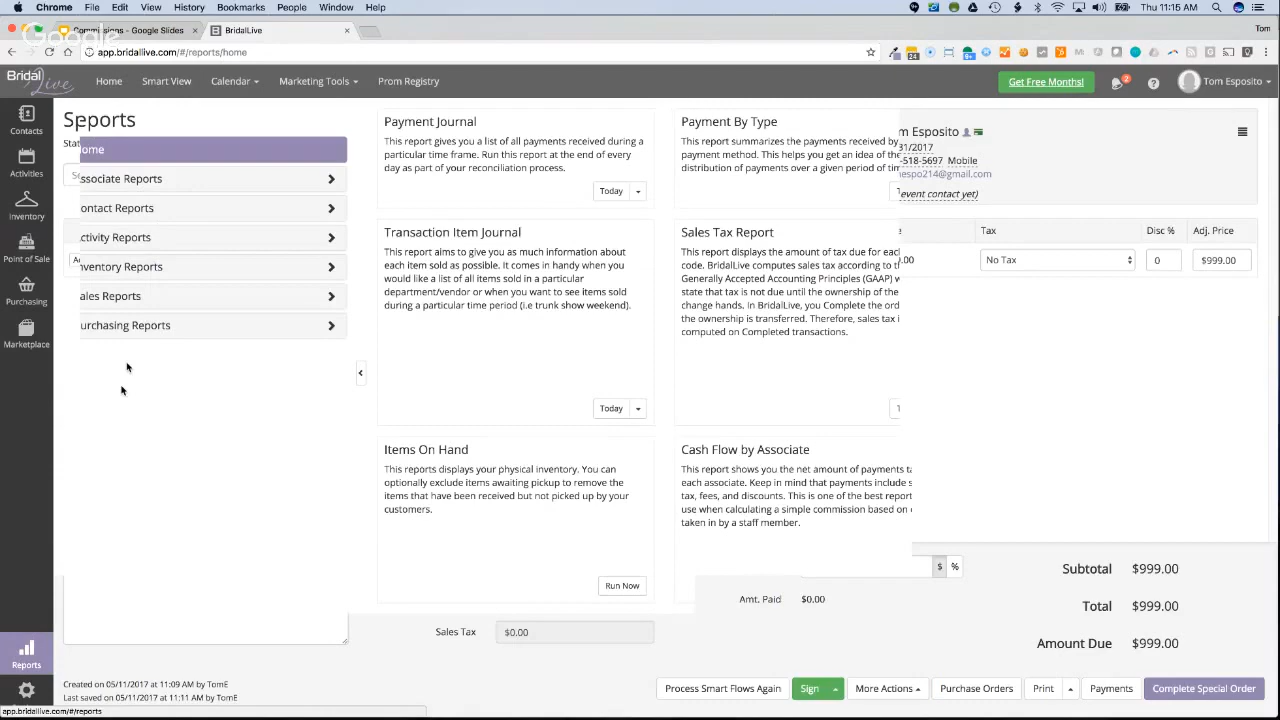 Chrome File Edit View History Bookmarks People Window Help
Thu 11:15 AM
Google
Commissions - Google Slides
BridalLive
Tom
app.bridallive.com/#/reports/home
Bridal Live
Home Smart View Calendar Marketing Tools Prom Registry
Get Free Months!
2
Tom Esposito
Contacts
Activities
Inventory
Point of Sale
Purchasing
Marketplace
Reports
eports
Stat
ome
ssociate Reports
ontact Reports
ctivity Reports
nventory Reports
ales Reports
urchasing Reports
Payment Journal
This report gives you a list of all payments received during a
particular time frame. Run this report at the end of every
day as part of your reconciliation process.
Today
Payment By Type
This report summarizes the payments received by
payment method. This helps you get an idea of the
distribution of payments over a given period of tim
Transaction Item Journal
This report aims to give you as much information about
each item sold as possible. It comes in handy when you
would like a list of all items sold in a particular
department/vendor or when you want to see items sold
during a particular time period (i.e trunk show weekend).
Today
Sales Tax Report
This report displays the amount of tax due for eac
code. BridalLive computes sales tax according to th
Generally Accepted Accounting Principles (GAAP) w
state that tax is not due until the ownership of the
change hands. In BridalLive, you Complete the ord
the ownership is transferred. Therefore, sales tax i
computed on Completed transactions.
Items On Hand
This reports displays your physical inventory. You can
optionally exclude items awaiting pickup to remove the
items that have been received but not picked up by your
customers.
Run Now
Cash Flow by Associate
This report shows you the net amount of payments ta
each associate. Keep in mind that payments include s
tax, fees, and discounts. This is one of the best report
use when calculating a simple commission based on c
taken in by a staff member.
m Esposito
31/2017
-518-5697 Mobile
nespo214@gmail.com
(event contact yet)
Tax Disc % Adj. Price
.00 No Tax 0 $999.00
$ %
Subtotal $999.00
Amt. Paid $0.00
Total $999.00
Sales Tax $0.00
Amount Due $999.00
Created on 05/11/2017 at 11:09 AM by TomE
Last saved on 05/11/2017 at 11:11 AM by TomE
Process Smart Flows Again Sign More Actions Purchase Orders Print Payments Complete Special Order
app.bridallive.com/#/reports